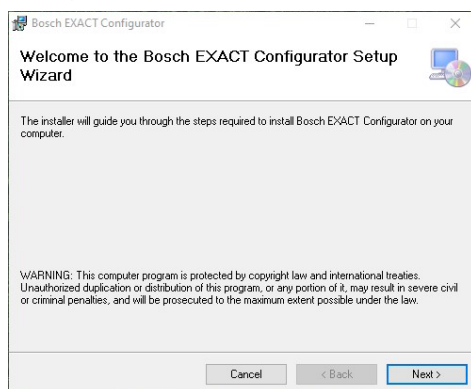 Bosch EXACT Configurator
Welcome to the Bosch EXACT Configurator Setup
Wizard
The installer will guide you through the steps required to install Bosch EXACT Configurator on your
computer.
WARNING: This computer program is protected by copyright law and international treaties.
Unauthorized duplication or distribution of this program, or any portion of it, may result in severe civil
or criminal penalties, and will be prosecuted to the maximum extent possible under the law.
Cancel
< Back
Next >